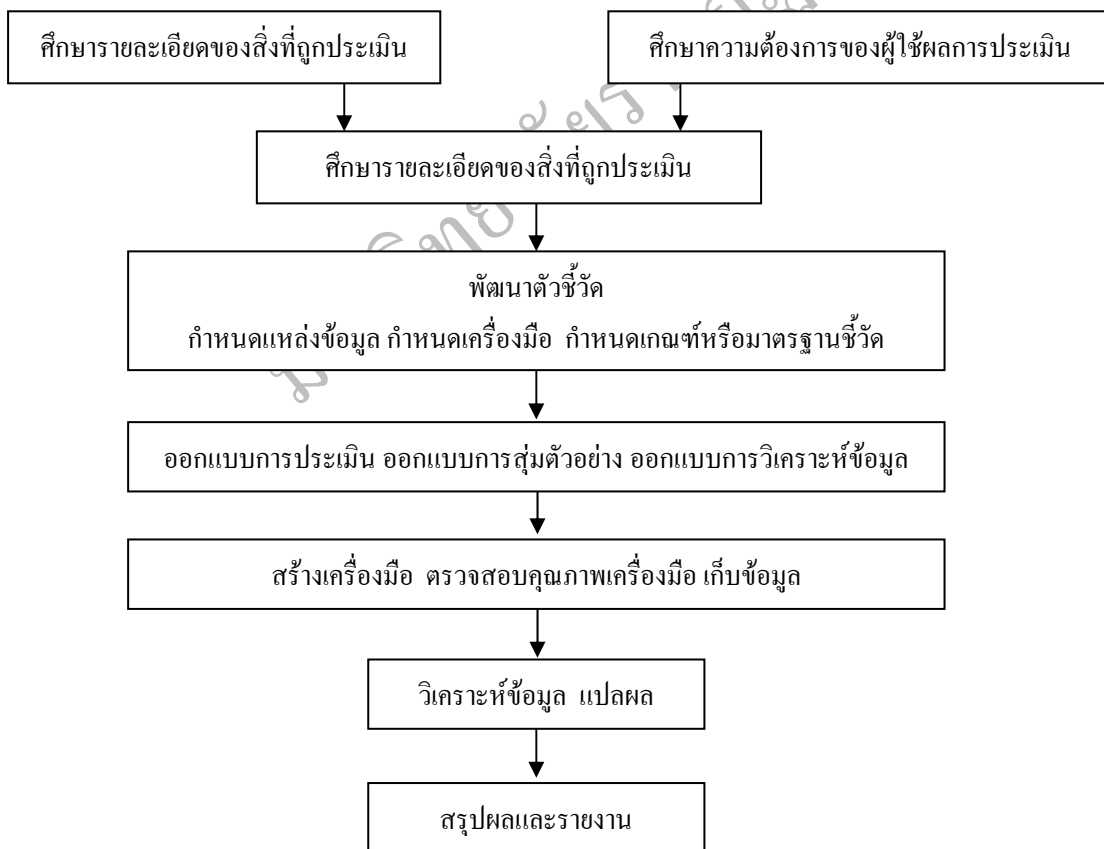 ศึกษารายละเอียดของสิ่งที่ถูกประเมิน
ศึกษาความต้องการของผู้ใช้ผลการประเมิน
ศึกษารายละเอียดของสิ่งที่ถูกประเมิน
พัฒนาตัวชี้วัด
กำหนดแหล่งข้อมูล กำหนดเครื่องมือ กำหนดเกณฑ์หรือมาตรฐานชี้วัด
ออกแบบการประเมิน ออกแบบการสุ่มตัวอย่าง ออกแบบการวิเคราะห์ข้อมูล
สร้างเครื่องมือ ตรวจสอบคุณภาพเครื่องมือ เก็บข้อมูล
วิเคราะห์ข้อมูล แปลผล
สรุปผลและรายงาน